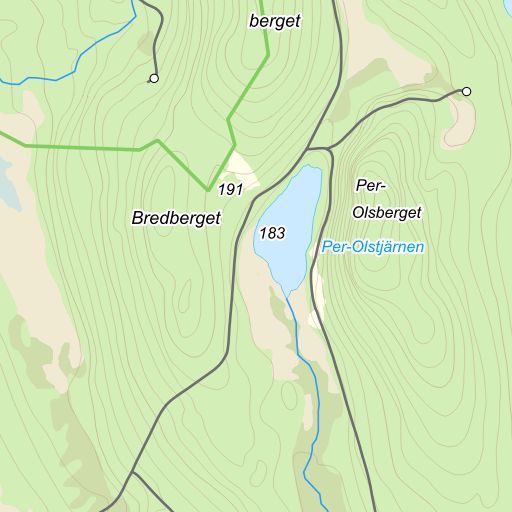 berget
191
Per-
Olsberget
Bredberget
183
Per-Olstjärnen